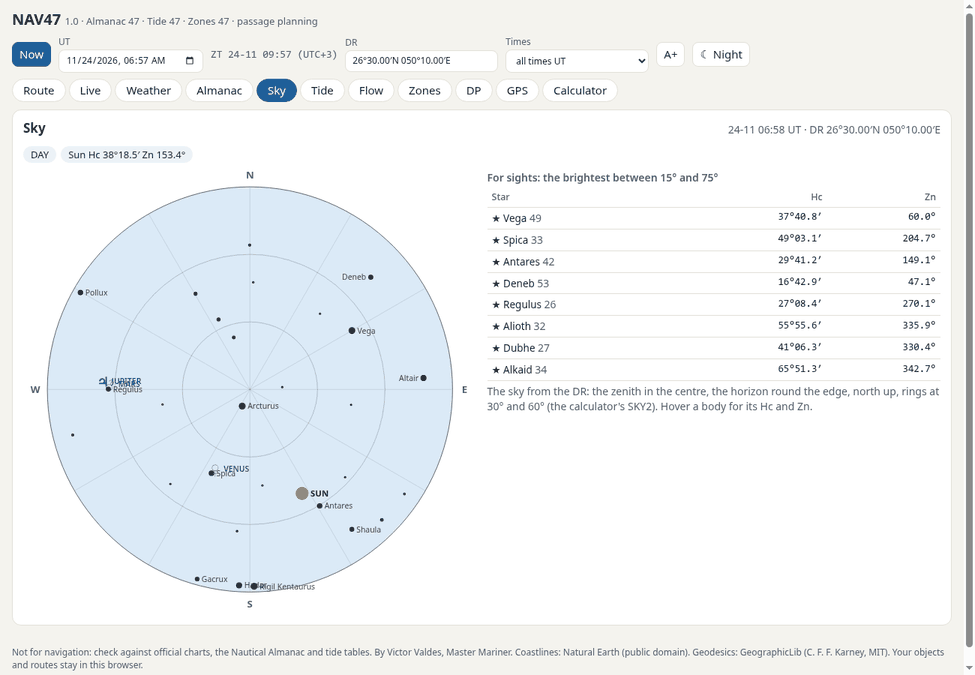 NAV47 1.0 · Almanac 47 · Tide 47 · Zones 47 · passage planning
Now
UT
11/24/2026, 06:57 AM
ZT 24-11 09:57 (UTC+3)
DR
26°30.00′N 050°10.00′E
Times
all times UT
A+
☾ Night
Route
Live
Weather
Almanac
Sky
Tide
Flow
Zones
DP
GPS
Calculator
Sky
24-11 06:58 UT · DR 26°30.00′N 050°10.00′E
DAY
Sun Hc 38°18.5′ Zn 153.4°
N
Deneb
Pollux
Vega
W
♃ JUPITER
MARS
Regulus
Altair
E
Arcturus
VENUS
Spica
SUN
Antares
Shaula
Gacrux
Rigil Kentaurus
S
For sights: the brightest between 15° and 75°
Star Hc Zn
★ Vega 49 37°40.8′ 60.0°
★ Spica 33 49°03.1′ 204.7°
★ Antares 42 29°41.2′ 149.1°
★ Deneb 53 16°42.9′ 47.1°
★ Regulus 26 27°08.4′ 270.1°
★ Alioth 32 55°55.6′ 335.9°
★ Dubhe 27 41°06.3′ 330.4°
★ Alkaid 34 65°51.3′ 342.7°
The sky from the DR: the zenith in the centre, the horizon round the edge, north up, rings at
30° and 60° (the calculator's SKY2). Hover a body for its Hc and Zn.
Not for navigation: check against official charts, the Nautical Almanac and tide tables. By Victor Valdes, Master Mariner. Coastlines: Natural Earth (public domain). Geodesics: GeographicLib (C. F. F. Karney, MIT). Your objects
and routes stay in this browser.